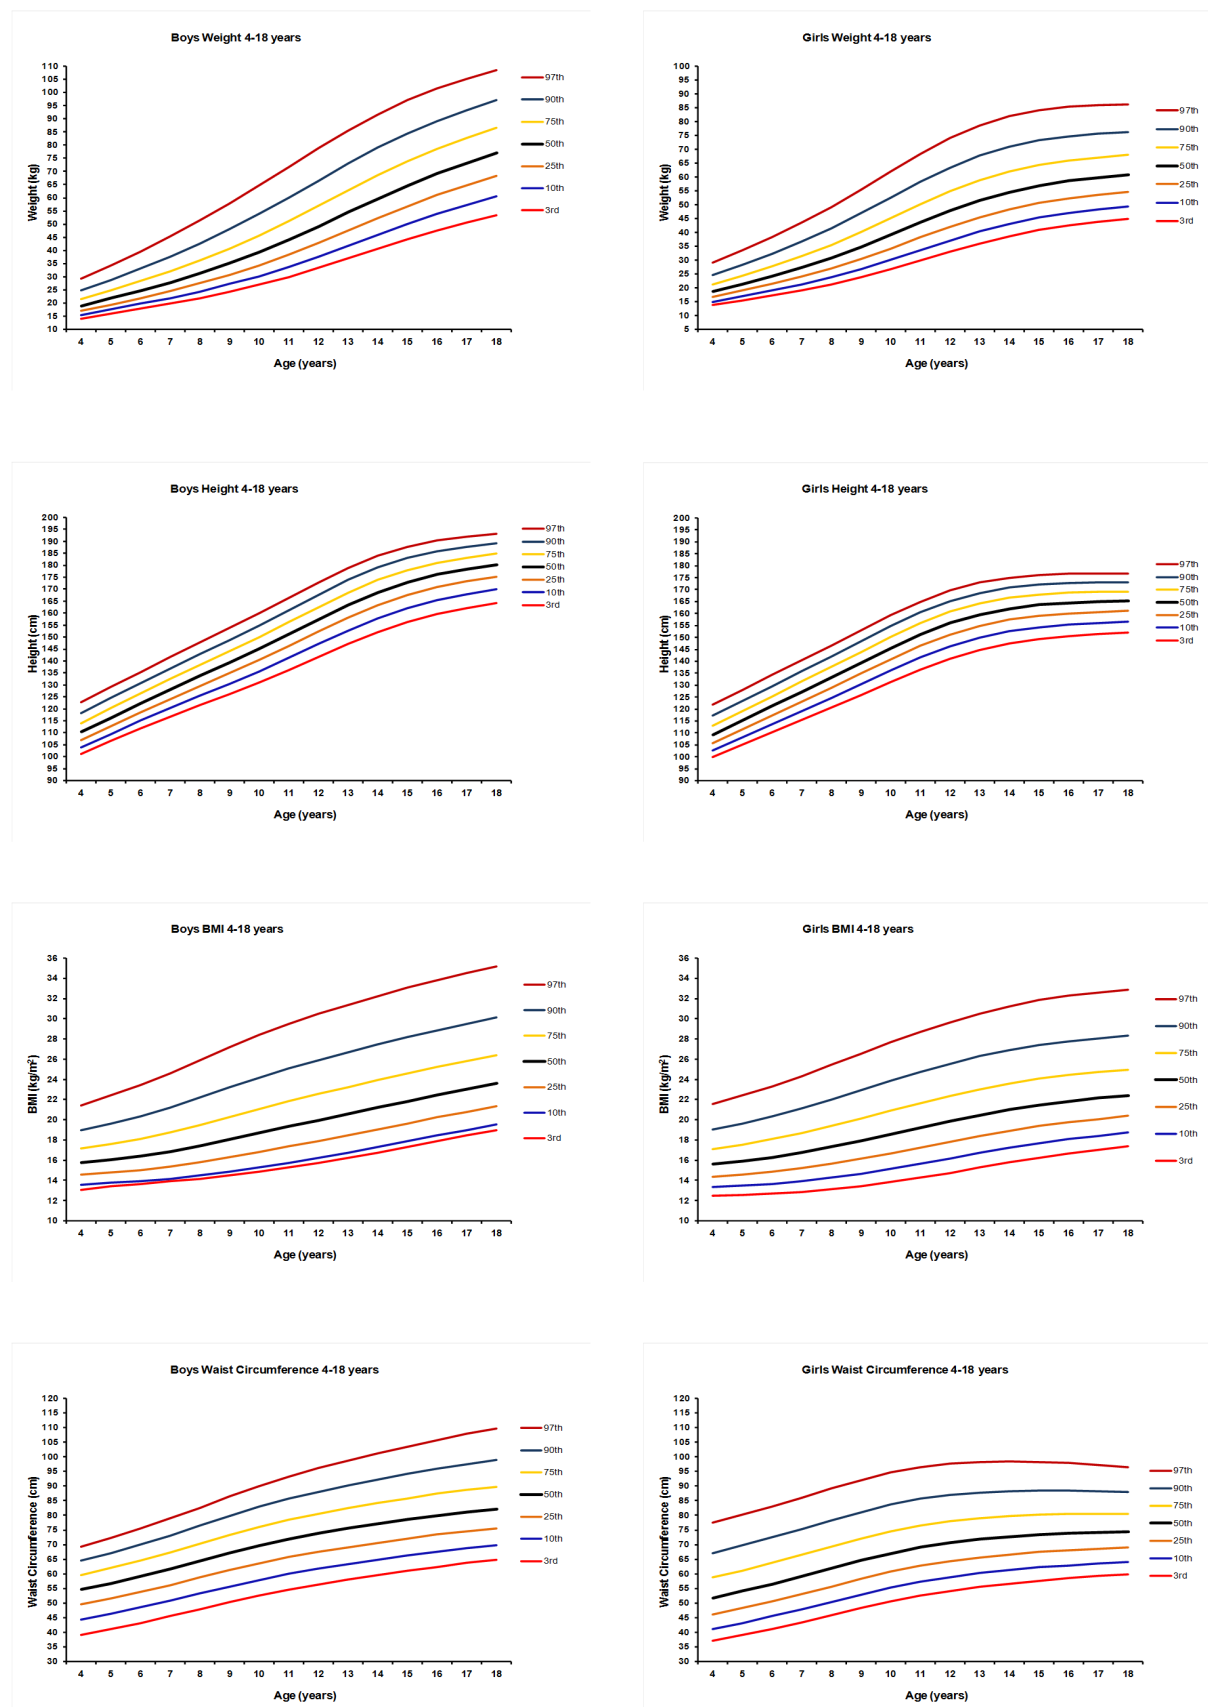 Boys Weight 4-18 years
Weight (kg)
110
105
100
95
90
85
80
75
70
65
60
55
50
45
40
35
30
25
20
15
10
4 5 6 7 8 9 10 11 12 13 14 15 16 17 18
Age (years)
97th
90th
75th
50th
25th
10th
3rd
Girls Weight 4-18 years
Weight (kg)
100
95
90
85
80
75
70
65
60
55
50
45
40
35
30
25
20
15
10
5
4 5 6 7 8 9 10 11 12 13 14 15 16 17 18
Age (years)
97th
90th
75th
50th
25th
10th
3rd
Boys Height 4-18 years
Height (cm)
200
195
190
185
180
175
170
165
160
155
150
145
140
135
130
125
120
115
110
105
100
95
90
4 5 6 7 8 9 10 11 12 13 14 15 16 17 18
Age (years)
97th
90th
75th
50th
25th
10th
3rd
Girls Height 4-18 years
Height (cm)
200
195
190
185
180
175
170
165
160
155
150
145
140
135
130
125
120
115
110
105
100
95
90
4 5 6 7 8 9 10 11 12 13 14 15 16 17 18
Age (years)
97th
90th
75th
50th
25th
10th
3rd
Boys BMI 4-18 years
BMI (kg/m²)
36
34
32
30
28
26
24
22
20
18
16
14
12
10
4 5 6 7 8 9 10 11 12 13 14 15 16 17 18
Age (years)
97th
90th
75th
50th
25th
10th
3rd
Girls BMI 4-18 years
BMI (kg/m²)
36
34
32
30
28
26
24
22
20
18
16
14
12
10
4 5 6 7 8 9 10 11 12 13 14 15 16 17 18
Age (years)
97th
90th
75th
50th
25th
10th
3rd
Boys Waist Circumference 4-18 years
Waist Circumference (cm)
120
115
110
105
100
95
90
85
80
75
70
65
60
55
50
45
40
35
30
4 5 6 7 8 9 10 11 12 13 14 15 16 17 18
Age (years)
97th
90th
75th
50th
25th
10th
3rd
Girls Waist Circumference 4-18 years
Waist Circumference (cm)
120
115
110
105
100
95
90
85
80
75
70
65
60
55
50
45
40
35
30
4 5 6 7 8 9 10 11 12 13 14 15 16 17 18
Age (years)
97th
90th
75th
50th
25th
10th
3rd